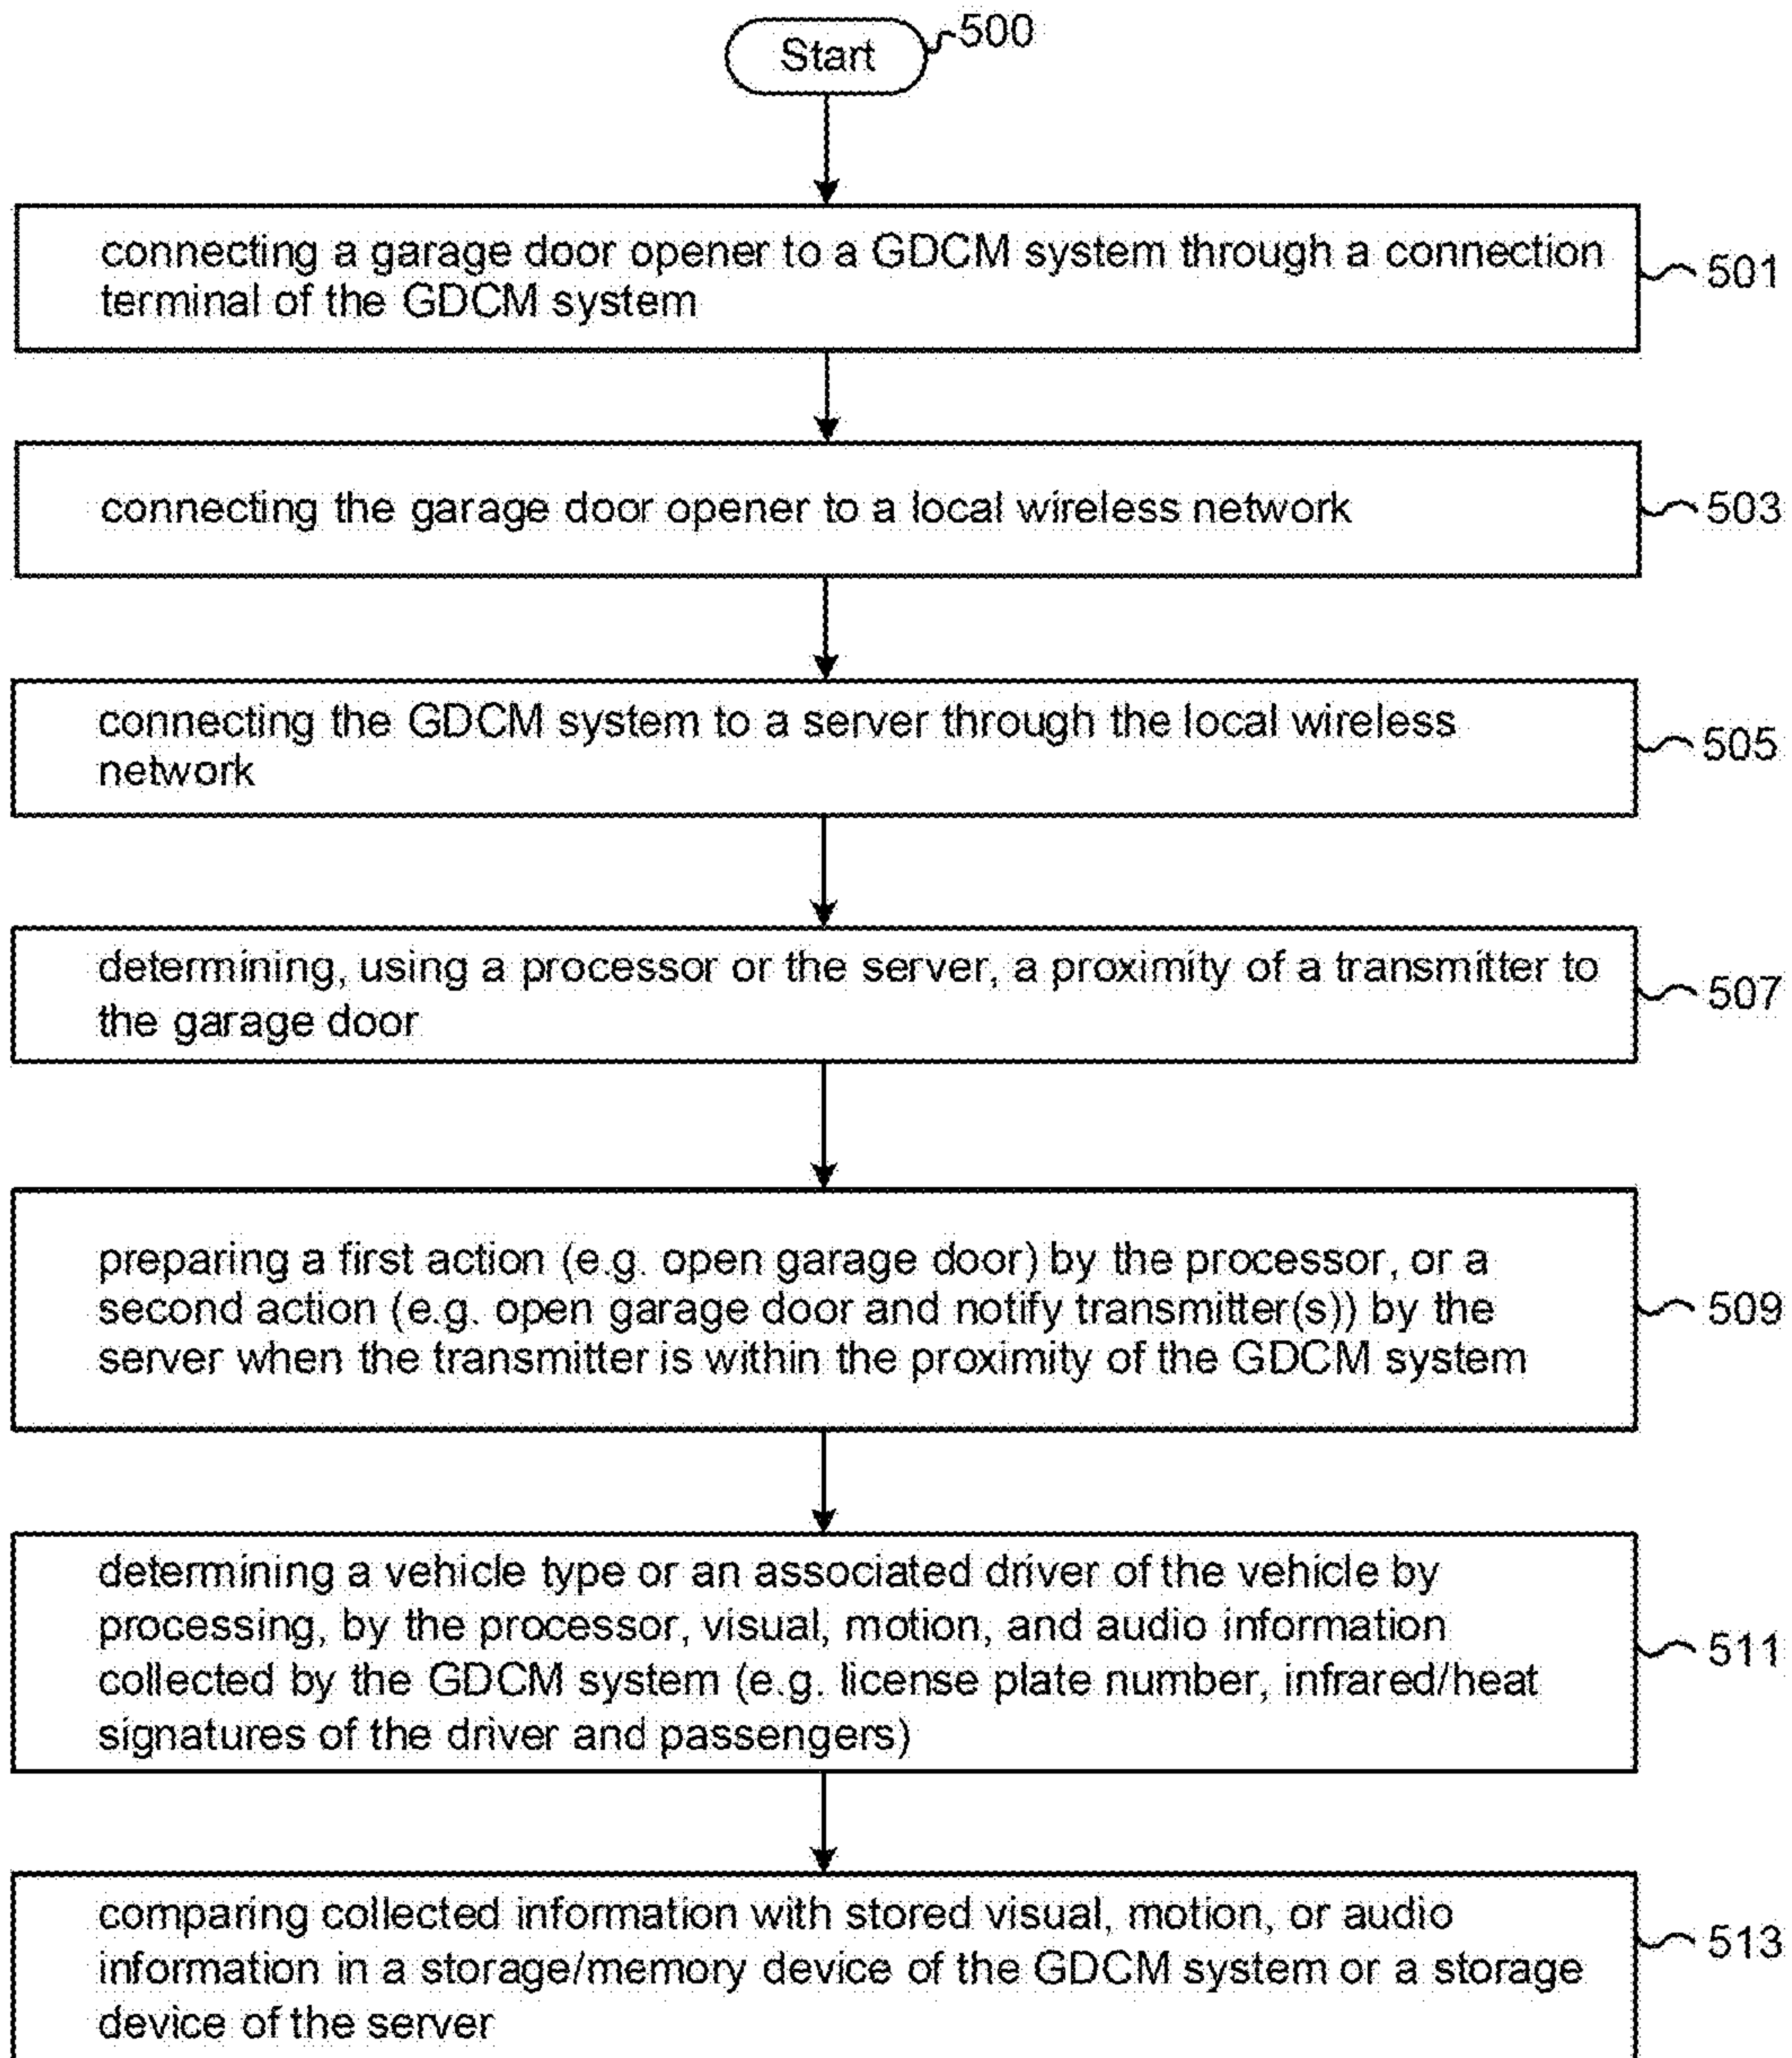 Start
500
connecting a garage door opener to a GDCM system through a connection
terminal of the GDCM system
501
connecting the garage door opener to a local wireless network
503
connecting the GDCM system to a server through the local wireless
network
505
determining, using a processor or the server, a proximity of a transmitter to
the garage door
507
preparing a first action (e.g. open garage door) by the processor, or a
second action (e.g. open garage door and notify transmitter(s)) by the
server when the transmitter is within the proximity of the GDCM system
509
determining a vehicle type or an associated driver of the vehicle by
processing, by the processor, visual, motion, and audio information
collected by the GDCM system (e.g. license plate number, infrared/heat
signatures of the driver and passengers)
511
comparing collected information with stored visual, motion, or audio
information in a storage/memory device of the GDCM system or a storage
device of the server
513